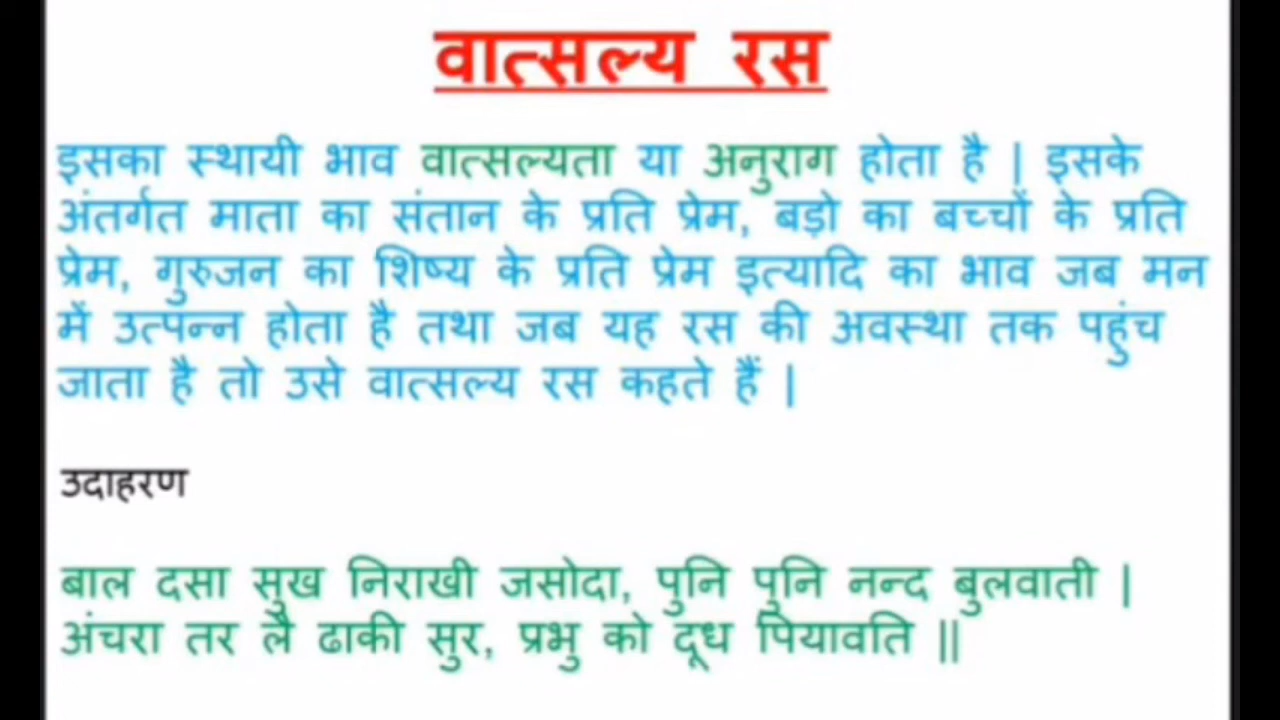 वात्सल्य रस
इसका स्थायी भाव वात्सल्यता या अनुराग होता है |  इसके
अंतर्गत माता का संतान के प्रति प्रेम, बड़ो का बच्चों के प्रति
प्रेम, गुरुजन का शिष्य के प्रति प्रेम इत्यादि का भाव जब मन
में उत्पन्न होता है तथा जब यह रस की अवस्था तक पहुंच
जाता है तो उसे वात्सल्य रस कहते हैं |
उदाहरण
बाल दसा सुख निराखी जसोदा, पुनि पुनि नन्द बुलवाती |
अंचरा तर लै ढाकी सुर, प्रभु को दूध पियावति ||